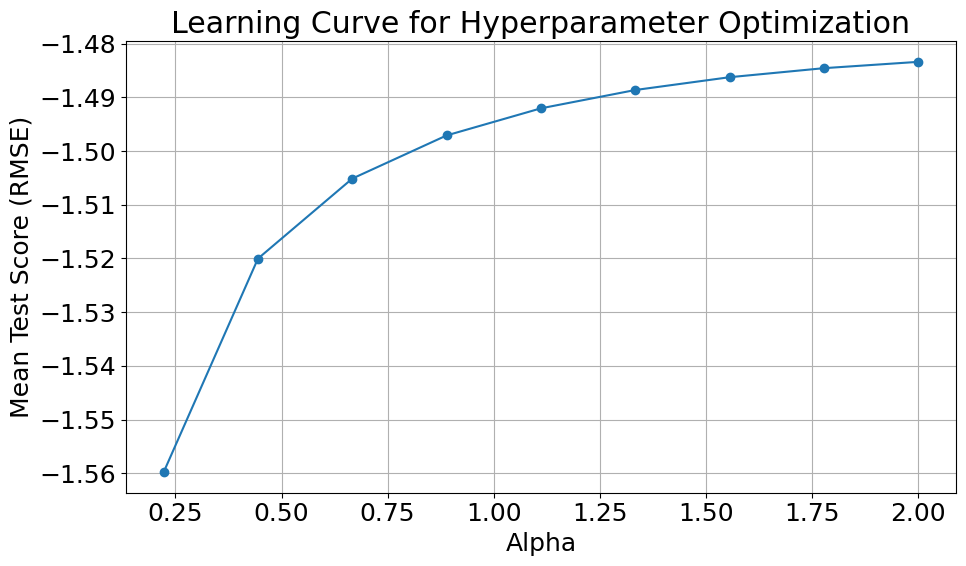 Learning Curve for Hyperparameter Optimization
Mean Test Score (RMSE)
−1.48
−1.49
−1.50
−1.51
−1.52
−1.53
−1.54
−1.55
−1.56
0.25 0.50 0.75 1.00 1.25 1.50 1.75 2.00
Alpha